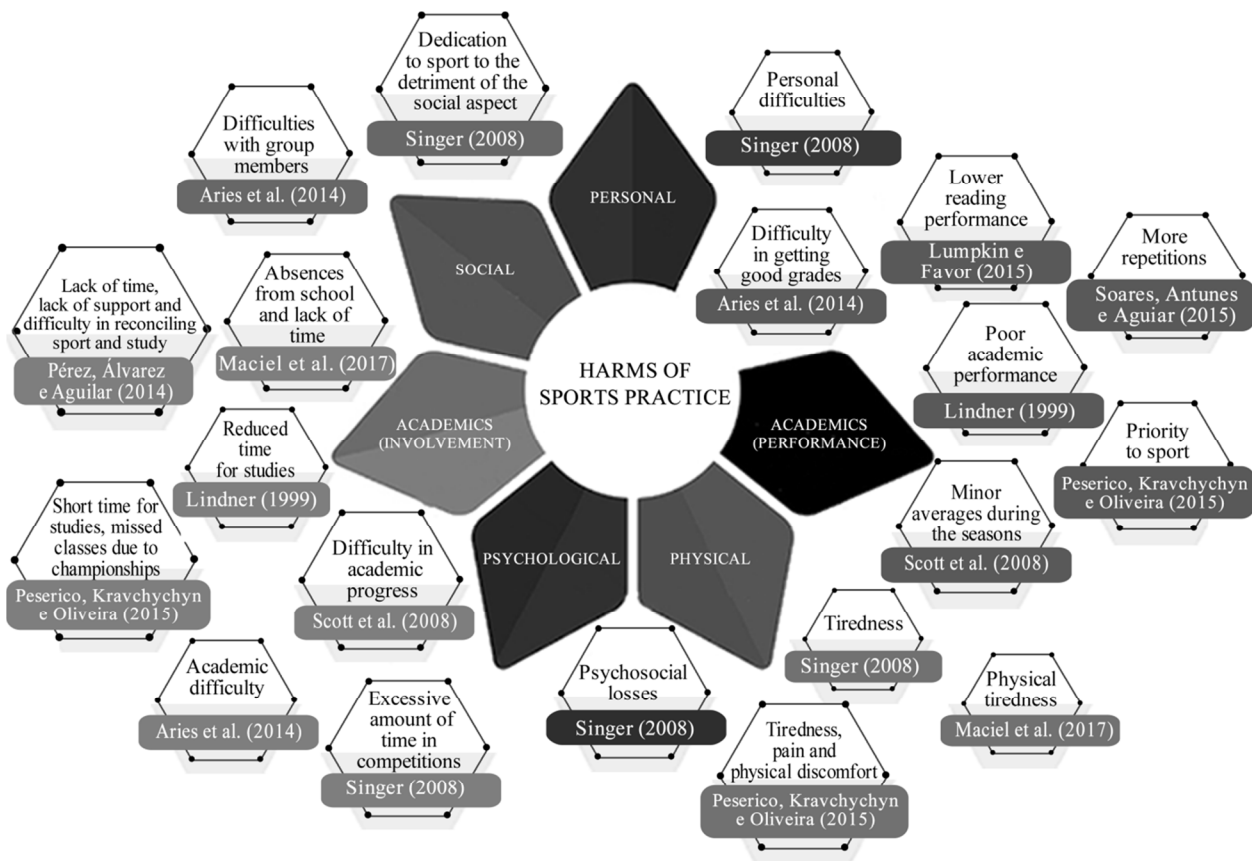 Dedication
to sport to the
detriment of the
social aspect
Singer (2008)
Personal
difficulties
Singer (2008)
Difficulties
with group
members
Aries et al. (2014)
PERSONAL
Lower
reading
performance
Lumpkin e
Favor (2015)
More
repetitions
Soares, Antunes
e Aguiar (2015)
Difficulty
in getting
good grades
Aries et al. (2014)
SOCIAL
Absences
from school
and lack of
time
Maciel et al. (2017)
Lack of time,
lack of support and
difficulty in reconciling
sport and study
Pérez, Álvarez
e Aguilar (2014)
HARMS OF
SPORTS PRACTICE
Poor
academic
performance
Lindner (1999)
ACADEMICS
(INVOLVEMENT)
ACADEMICS
(PERFORMANCE)
Reduced
time
for studies
Lindner (1999)
Priority
to sport
Peserico, Kravchychyn
e Oliveira (2015)
Short time for
studies, missed
classes due to
championships
Peserico, Kravchychyn
e Oliveira (2015)
Difficulty in
academic
progress
Scott et al. (2008)
PSYCHOLOGICAL
PHYSICAL
Minor
averages during
the seasons
Scott et al. (2008)
Tiredness
Singer (2008)
Academic
difficulty
Aries et al. (2014)
Excessive
amount of
time in
competitions
Singer (2008)
Psychosocial
losses
Singer (2008)
Physical
tiredness
Maciel et al. (2017)
Tiredness,
pain and
physical discomfort
Peserico, Kravchychyn
e Oliveira (2015)